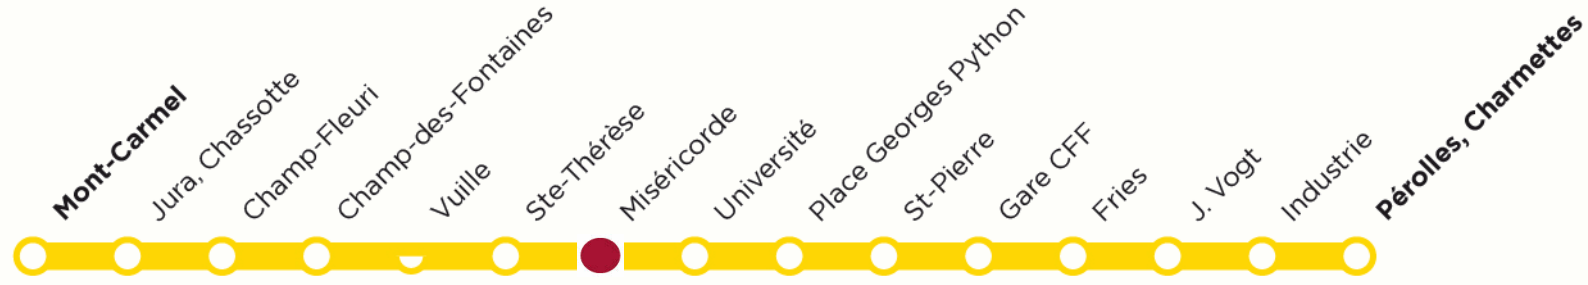 Mont-Carmel
Jura, Chassotte
Champ-Fleuri
Champ-des-Fontaines
Vuille
Ste-Thérèse
Miséricorde
Université
Place Georges Python
St-Pierre
Gare CFF
Fries
J. Vogt
Industrie
Pérolles, Charmettes